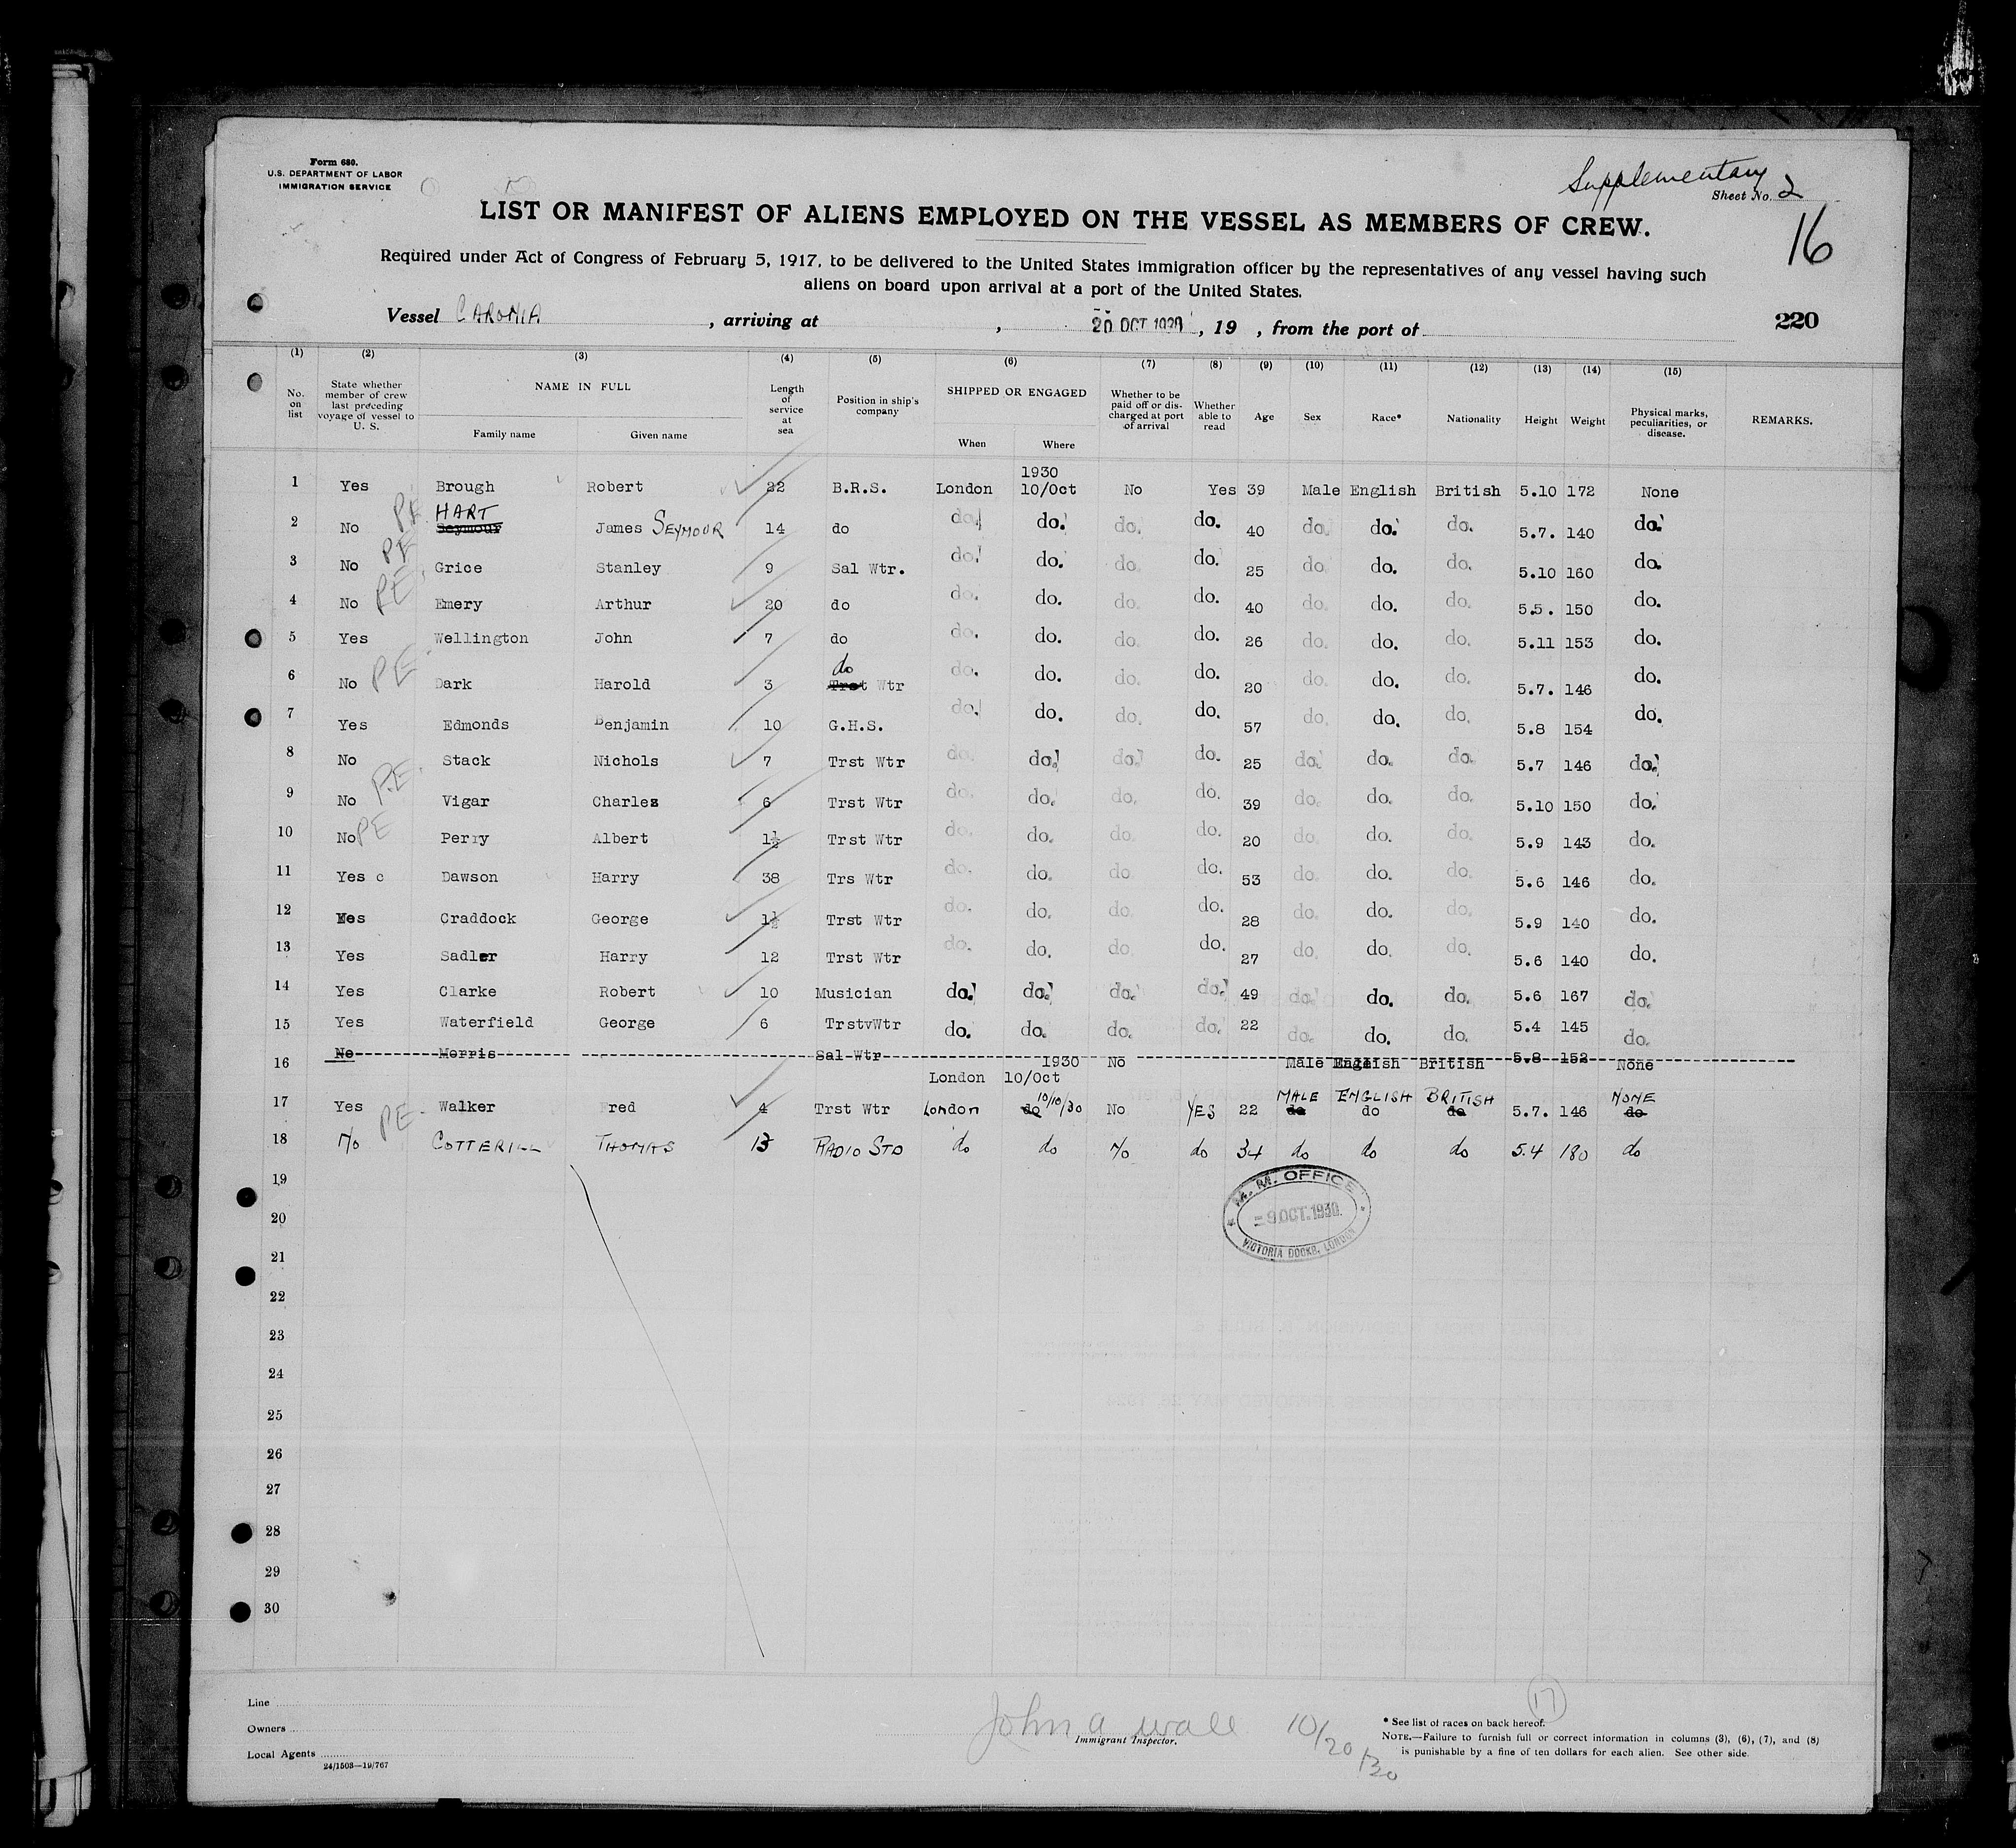 Form 680.
U.S. DEPARTMENT OF LABOR
IMMIGRATION SERVICE
Supplementary
Sheet No. 2
LIST OR MANIFEST OF ALIENS EMPLOYED ON THE VESSEL AS MEMBERS OF CREW.
16
Required under Act of Congress of February 5, 1917, to be delivered to the United States immigration officer by the representatives of any vessel having such
aliens on board upon arrival at a port of the United States.
Vessel CARONIA, arriving at , 20 OCT 1930, 19 , from the port of
220
(1) (2) (3) (4) (5) (6) (7) (8) (9) (10) (11) (12) (13) (14) (15)
No. on list State whether member of crew last preceding voyage of vessel to U. S. NAME IN FULL Family name Given name Length of service at sea Position in ship's company SHIPPED OR ENGAGED When Where Whether to be paid off or discharged at port of arrival Whether able to read Age Sex Race* Nationality Height Weight Physical marks, peculiarities, or disease. REMARKS.
1930
1 Yes Brough Robert 22 B.R.S. London 10/Oct No Yes 39 Male English British 5.10 172 None
2 No PE HART Seymour James SEYMOUR 14 do do. do. do. do. 40 do. do. do. 5.7. 140 do.
3 No PE Grice Stanley 9 Sal Wtr. do. do. do. do. 25 do. do. do. 5.10 160 do.
4 No PE Emery Arthur 20 do do. do. do. do. 40 do. do. do. 5.5. 150 do.
5 Yes Wellington John 7 do do. do. do. do. 26 do. do. do. 5.11 153 do.
do
6 No PE Dark Harold 3 Trst Wtr do. do. do. do. 20 do. do. do. 5.7. 146 do.
7 Yes Edmonds Benjamin 10 G.H.S. do. do. do. do. 57 do. do. do. 5.8 154 do.
8 No Stack Nichols 7 Trst Wtr do. do. do. do. 25 do. do. do. 5.7 146 do.
9 No P.E. Vigar Charles 6 Trst Wtr do. do. do. do. 39 do. do. do. 5.10 150 do.
10 No PE Perry Albert 1½ Trst Wtr do. do. do. do. 20 do. do. do. 5.9 143 do.
11 Yes c Dawson Harry 38 Trs Wtr do. do. do. do. 53 do. do. do. 5.6 146 do.
12 Yes Craddock George 1½ Trst Wtr do. do. do. do. 28 do. do. do. 5.9 140 do.
13 Yes Sadler Harry 12 Trst Wtr do. do. do. do. 27 do. do. do. 5.6 140 do.
14 Yes Clarke Robert 10 Musician do. do. do. do. 49 do. do. do. 5.6 167 do.
15 Yes Waterfield George 6 TrstvWtr do. do. do. do. 22 do. do. do. 5.4 145 do.
16 No Morris Sal Wtr London 1930 10/Oct No Male English British 5.8 152 None
17 Yes PE Walker Fred 4 Trst Wtr London do 10/10/30 No YES 22 MALE do ENGLISH do BRITISH do 5.7. 146 NONE do
18 No COTTERILL THOMAS 13 RADIO STD do do No do 34 do do do 5.4 180 do
19
M. M. OFFICE
9 OCT. 1930
VICTORIA DOCKS, LONDON
20
21
22
23
24
25
26
27
28
29
30
17
Line
Owners
Local Agents
24/1503—19/767
John A Wall 10/20/30
Immigrant Inspector.
* See list of races on back hereof.
NOTE.—Failure to furnish full or correct information in columns (3), (6), (7), and (8)
is punishable by a fine of ten dollars for each alien. See other side.